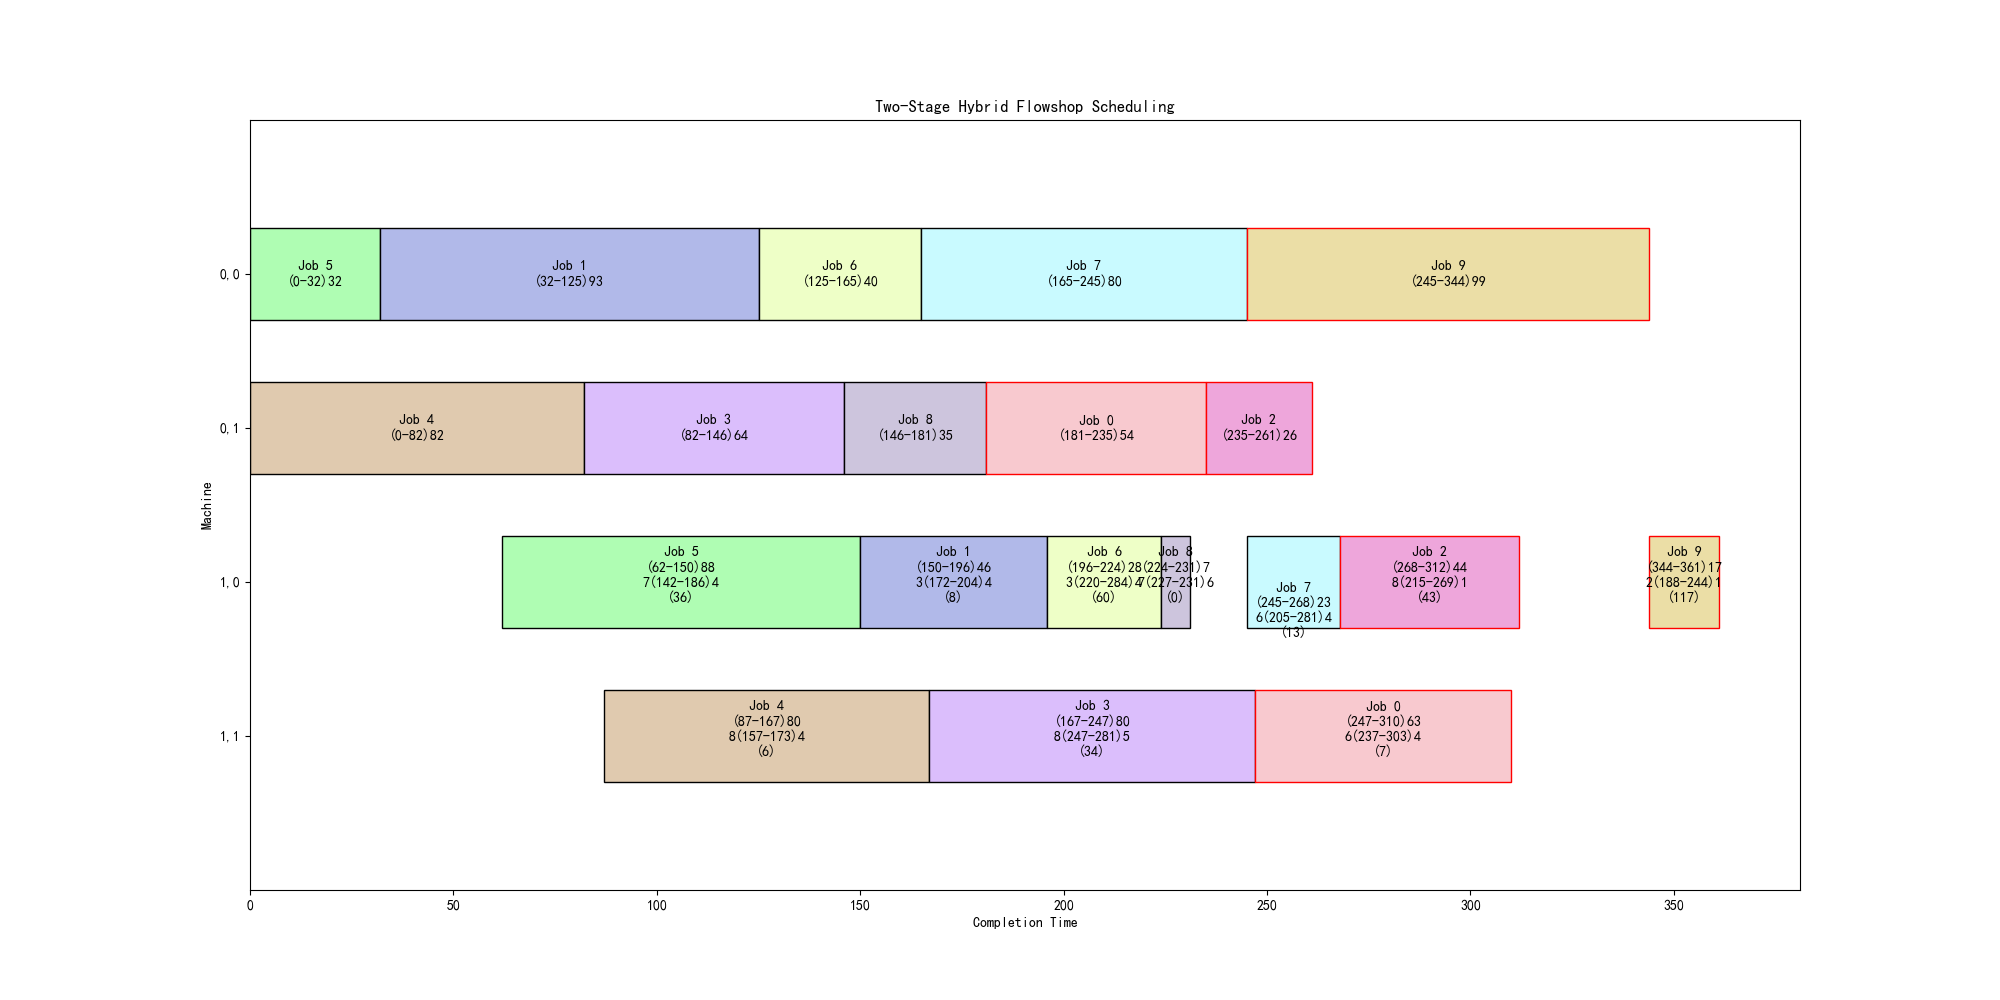 Two-Stage Hybrid Flowshop Scheduling
Machine
0,0
Job 5
(0-32)32
Job 1
(32-125)93
Job 6
(125-165)40
Job 7
(165-245)80
Job 9
(245-344)99
0,1
Job 4
(0-82)82
Job 3
(82-146)64
Job 8
(146-181)35
Job 0
(181-235)54
Job 2
(235-261)26
1,0
Job 5
(62-150)88
7(142-186)4
(36)
Job 1
(150-196)46
3(172-204)4
(8)
Job 6
(196-224)28
3(220-284)4
(60)
Job 8
(224-231)7
7(227-231)6
(0)
Job 7
(245-268)23
6(205-281)4
(13)
Job 2
(268-312)44
8(215-269)1
(43)
Job 9
(344-361)17
2(188-244)1
(117)
1,1
Job 4
(87-167)80
8(157-173)4
(6)
Job 3
(167-247)80
8(247-281)5
(34)
Job 0
(247-310)63
6(237-303)4
(7)
0
50
100
150
200
250
300
350
Completion Time